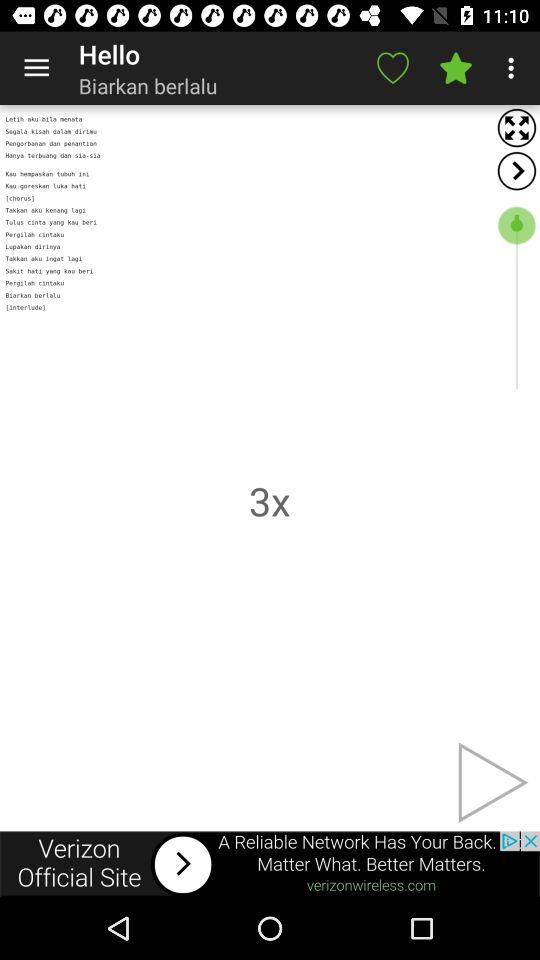 11:10
Hello
Biarkan berlalu
Letih aku bila menata
Segala kisah dalam dirimu
Pengorbanan dan penantian
Hanya terbuang dan sia-sia
Kau hempaskan tubuh ini
Kau goreskan luka hati
[chorus]
Takkan aku kenang lagi
Tulus cinta yang kau beri
Pergilah cintaku
Lupakan dirinya
Takkan aku ingat lagi
Sakit hati yang kau beri
Pergilah cintaku
Biarkan berlalu
[interlude]
3x
Verizon
Official Site
A Reliable Network Has Your Back.
Matter What. Better Matters.
verizonwireless.com